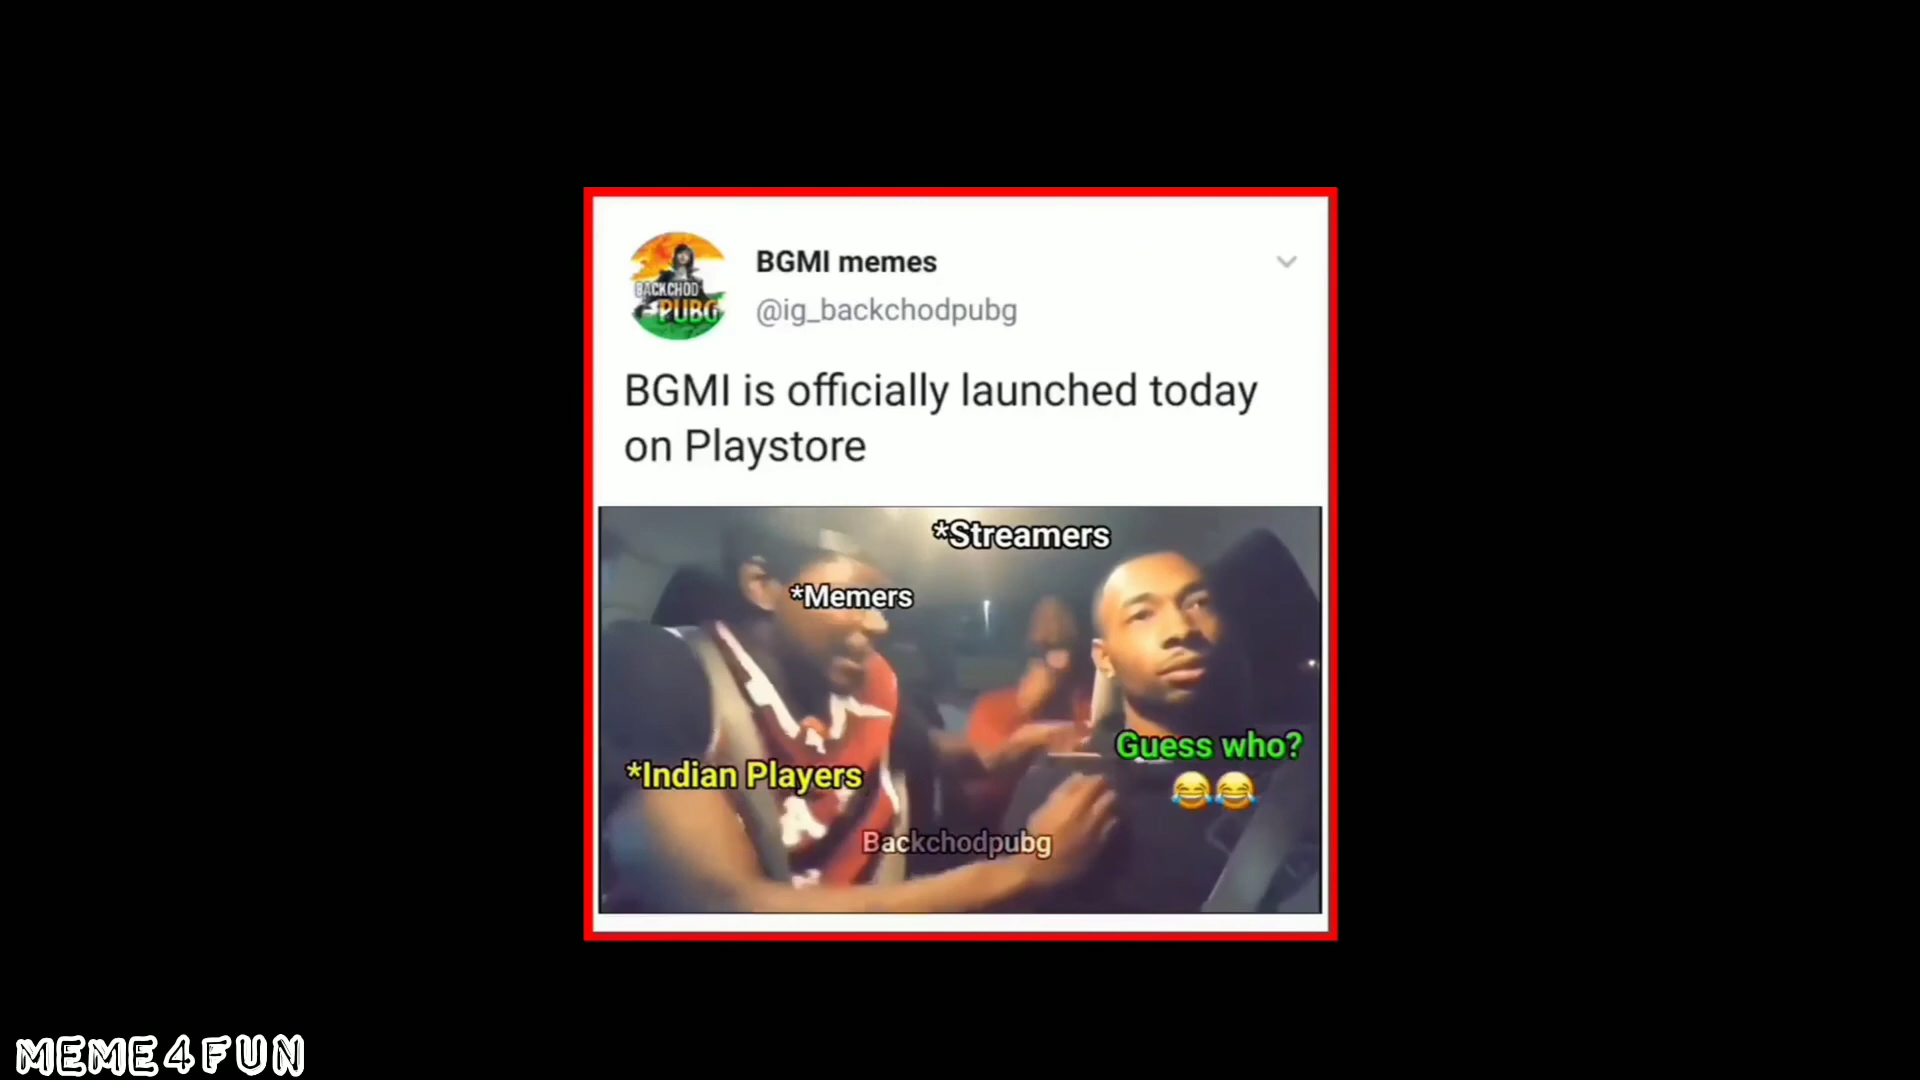 BGMI memes
BACKCHOD
PUBG
@ig_backchodpubg
BGMI is officially launched today
on Playstore
*Streamers
*Memers
Guess who?
😂😂
*Indian Players
Backchodpubg
MEME4FUN